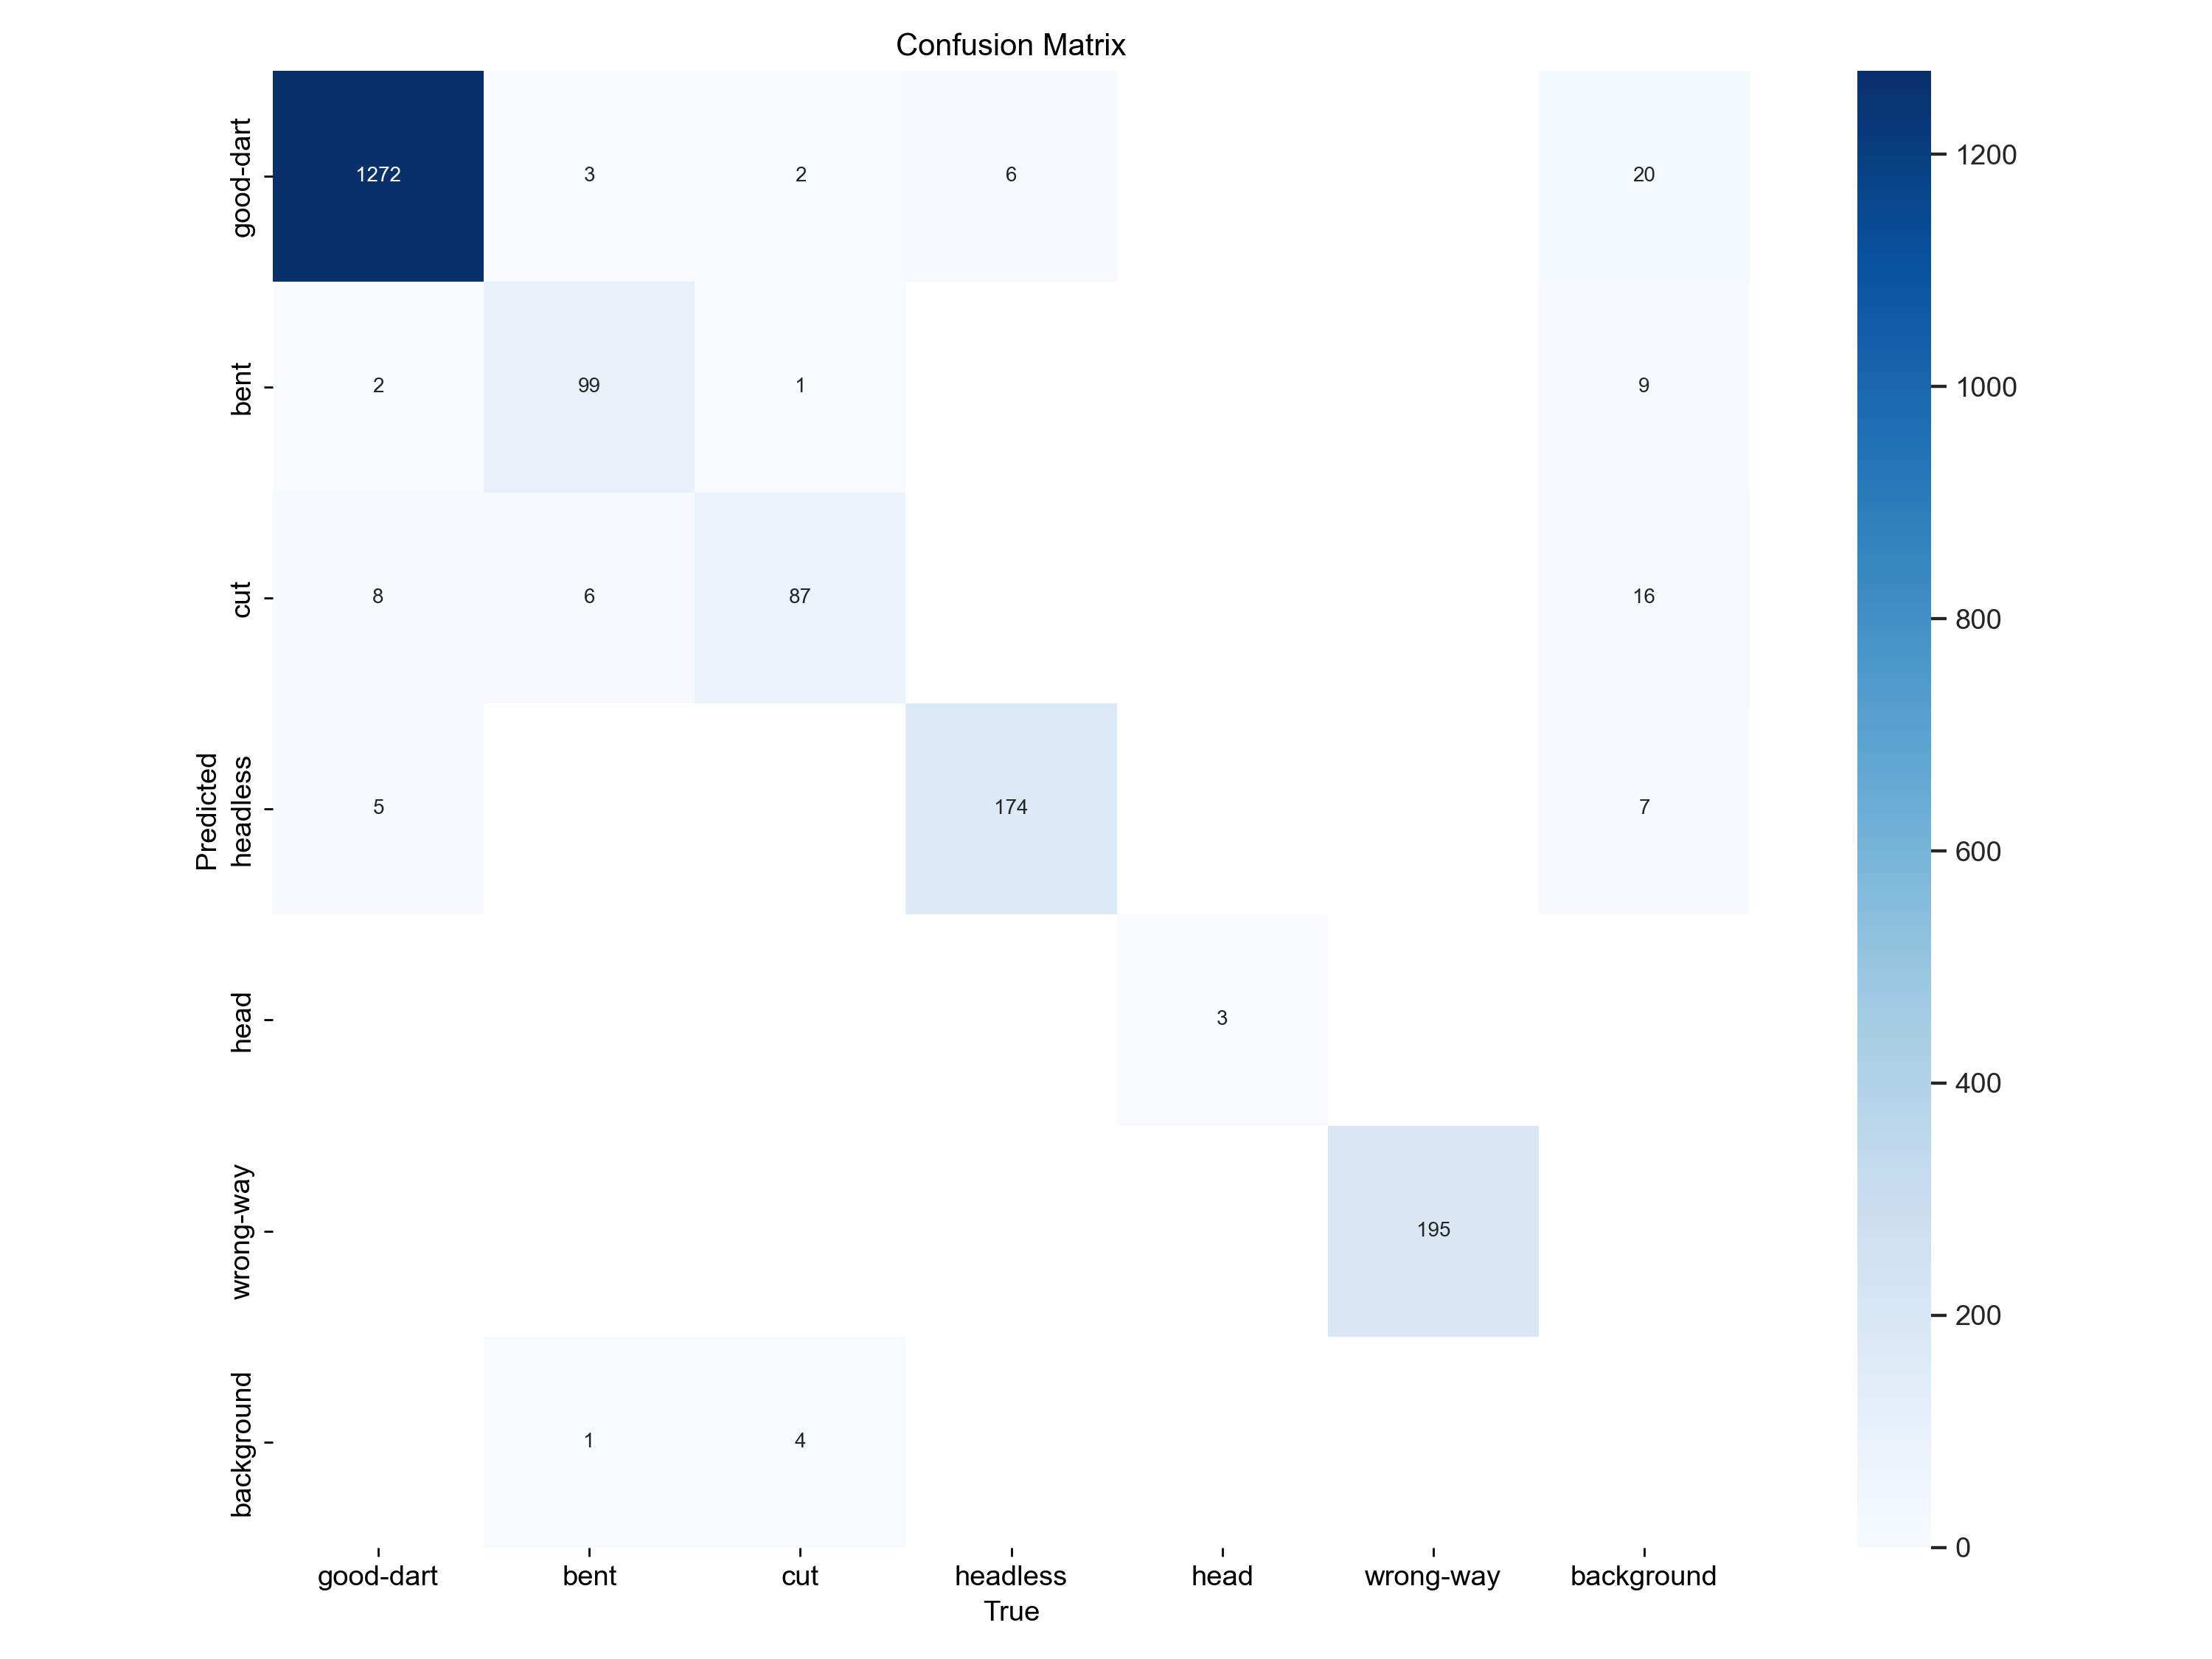 Confusion Matrix
good-dart
1272
3
2
6
20
1200
bent
2
99
1
9
1000
cut
8
6
87
16
800
Predicted
headless
5
174
7
600
head
3
400
wrong-way
195
200
background
1
4
0
good-dart bent cut headless head wrong-way background
True